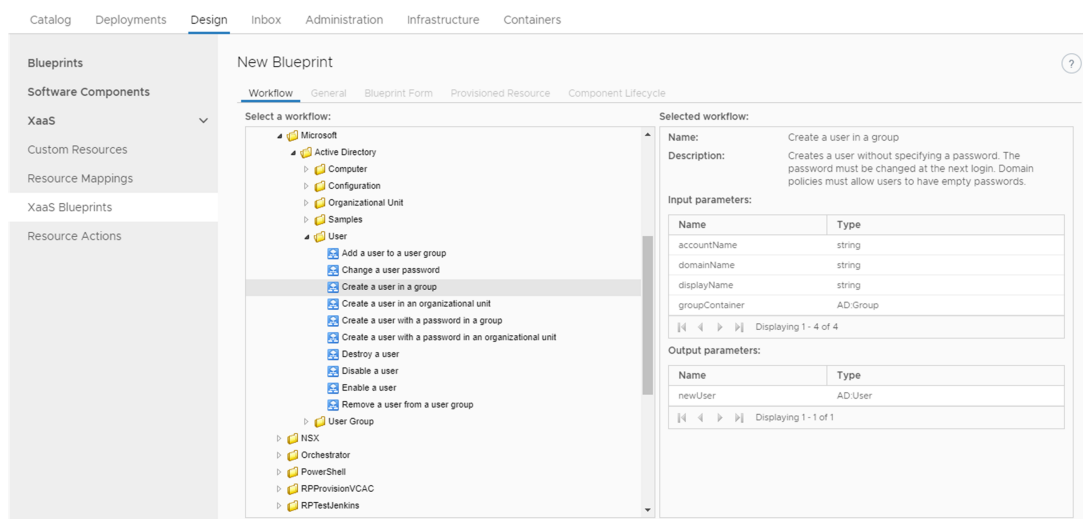 Catalog Deployments Design Inbox Administration Infrastructure Containers
Blueprints
Software Components
XaaS
Custom Resources
Resource Mappings
XaaS Blueprints
Resource Actions
New Blueprint
?
Workflow General Blueprint Form Provisioned Resource Component Lifecycle
Select a workflow:
Microsoft
Active Directory
Computer
Configuration
Organizational Unit
Samples
User
Add a user to a user group
Change a user password
Create a user in a group
Create a user in an organizational unit
Create a user with a password in a group
Create a user with a password in an organizational unit
Destroy a user
Disable a user
Enable a user
Remove a user from a user group
User Group
NSX
Orchestrator
PowerShell
RPProvisionVCAC
RPTestJenkins
Selected workflow:
Name: Create a user in a group
Description: Creates a user without specifying a password. The
password must be changed at the next login. Domain
policies must allow users to have empty passwords.
Input parameters:
Name Type
accountName string
domainName string
displayName string
groupContainer AD:Group
Displaying 1 - 4 of 4
Output parameters:
Name Type
newUser AD:User
Displaying 1 - 1 of 1